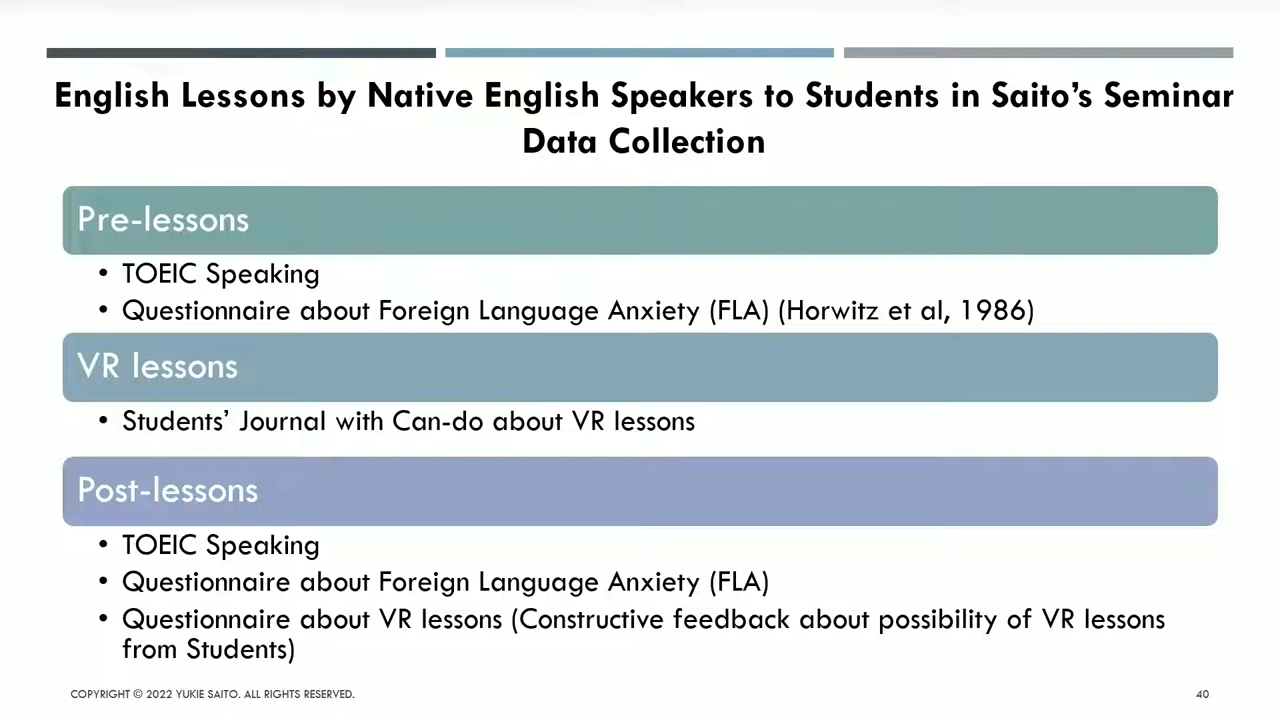 English Lessons by Native English Speakers to Students in Saito’s Seminar
Data Collection
Pre-lessons
• TOEIC Speaking
• Questionnaire about Foreign Language Anxiety (FLA) (Horwitz et al, 1986)
VR lessons
• Students’ Journal with Can-do about VR lessons
Post-lessons
• TOEIC Speaking
• Questionnaire about Foreign Language Anxiety (FLA)
• Questionnaire about VR lessons (Constructive feedback about possibility of VR lessons
from Students)
COPYRIGHT © 2022 YUKIE SAITO. ALL RIGHTS RESERVED.
40